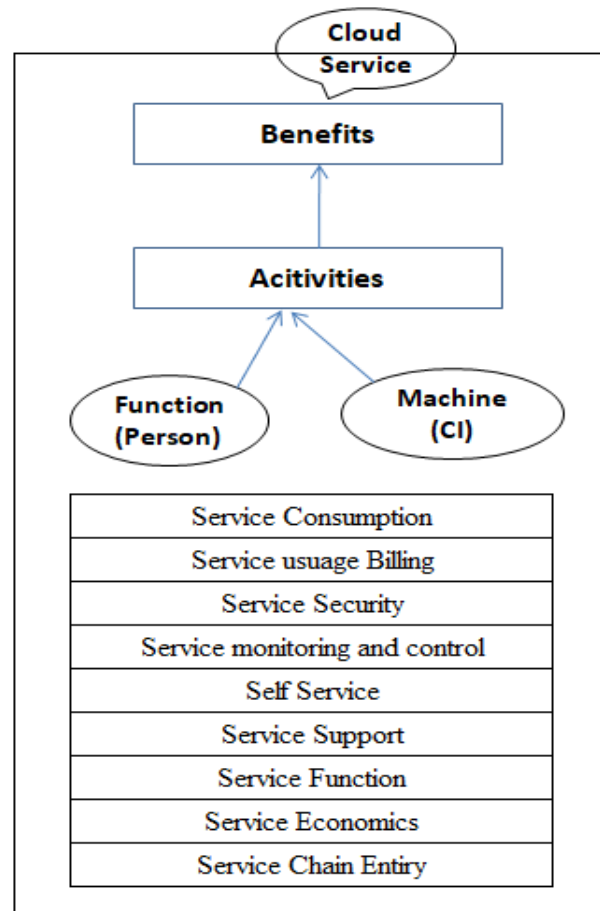 Cloud
Service
Benefits
Acitivities
Function
(Person)
Machine
(CI)
Service Consumption
Service usuage Billing
Service Security
Service monitoring and control
Self Service
Service Support
Service Function
Service Economics
Service Chain Entiry